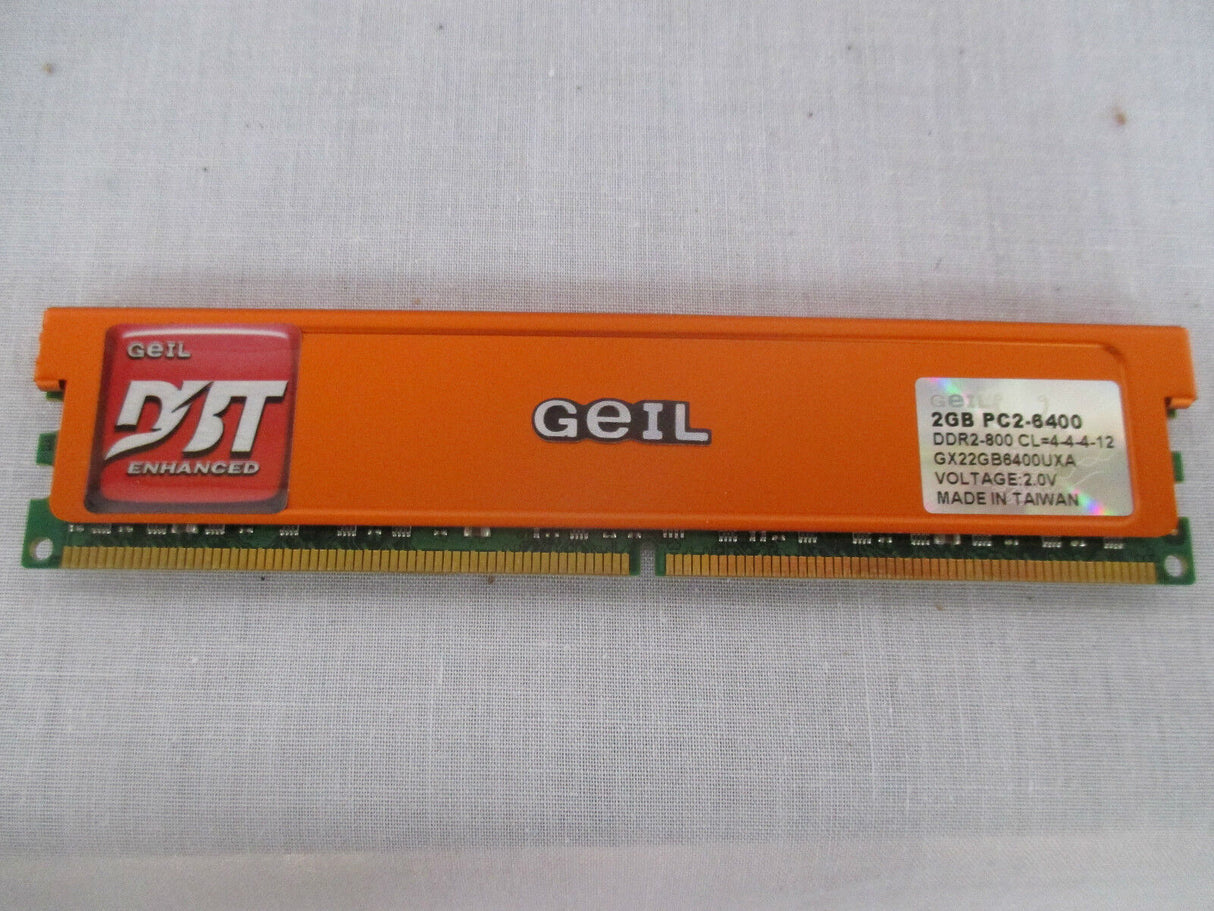 GeIL
DBT
ENHANCED
GeIL
GeIL
2GB PC2-6400
DDR2-800 CL=4-4-4-12
GX22GB6400UXA
VOLTAGE:2.0V
MADE IN TAIWAN